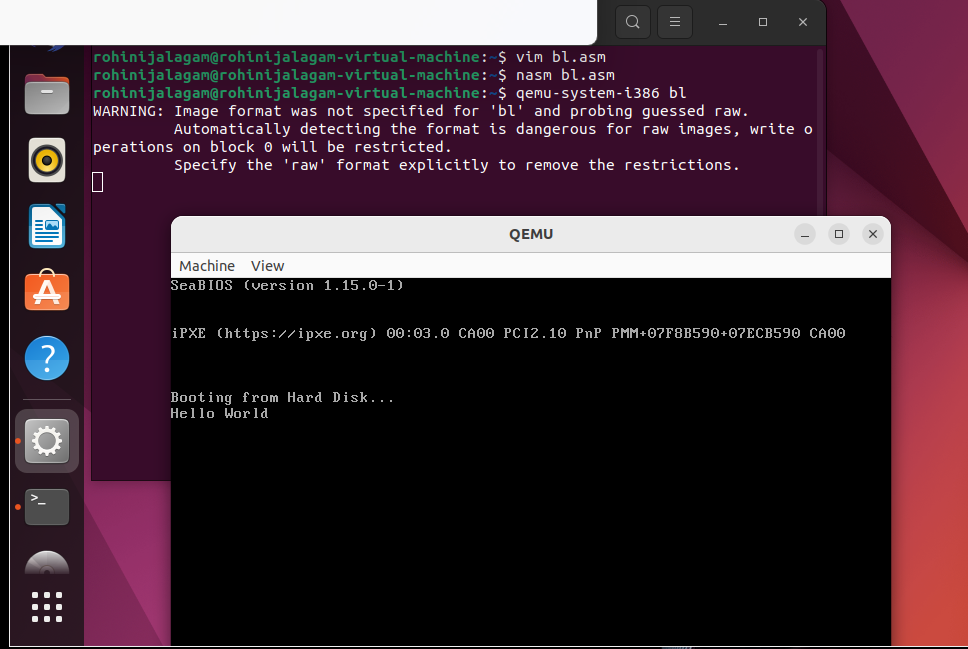 rohinijalagam@rohinijalagam-virtual-machine:~$ vim bl.asm
rohinijalagam@rohinijalagam-virtual-machine:~$ nasm bl.asm
rohinijalagam@rohinijalagam-virtual-machine:~$ qemu-system-i386 bl
WARNING: Image format was not specified for 'bl' and probing guessed raw.
Automatically detecting the format is dangerous for raw images, write o
perations on block 0 will be restricted.
Specify the 'raw' format explicitly to remove the restrictions.
QEMU
Machine View
SeaBIOS (version 1.15.0-1)
iPXE (https://ipxe.org) 00:03.0 CA00 PCI2.10 PnP PMM+07F8B590+07ECB590 CA00
Booting from Hard Disk...
Hello World